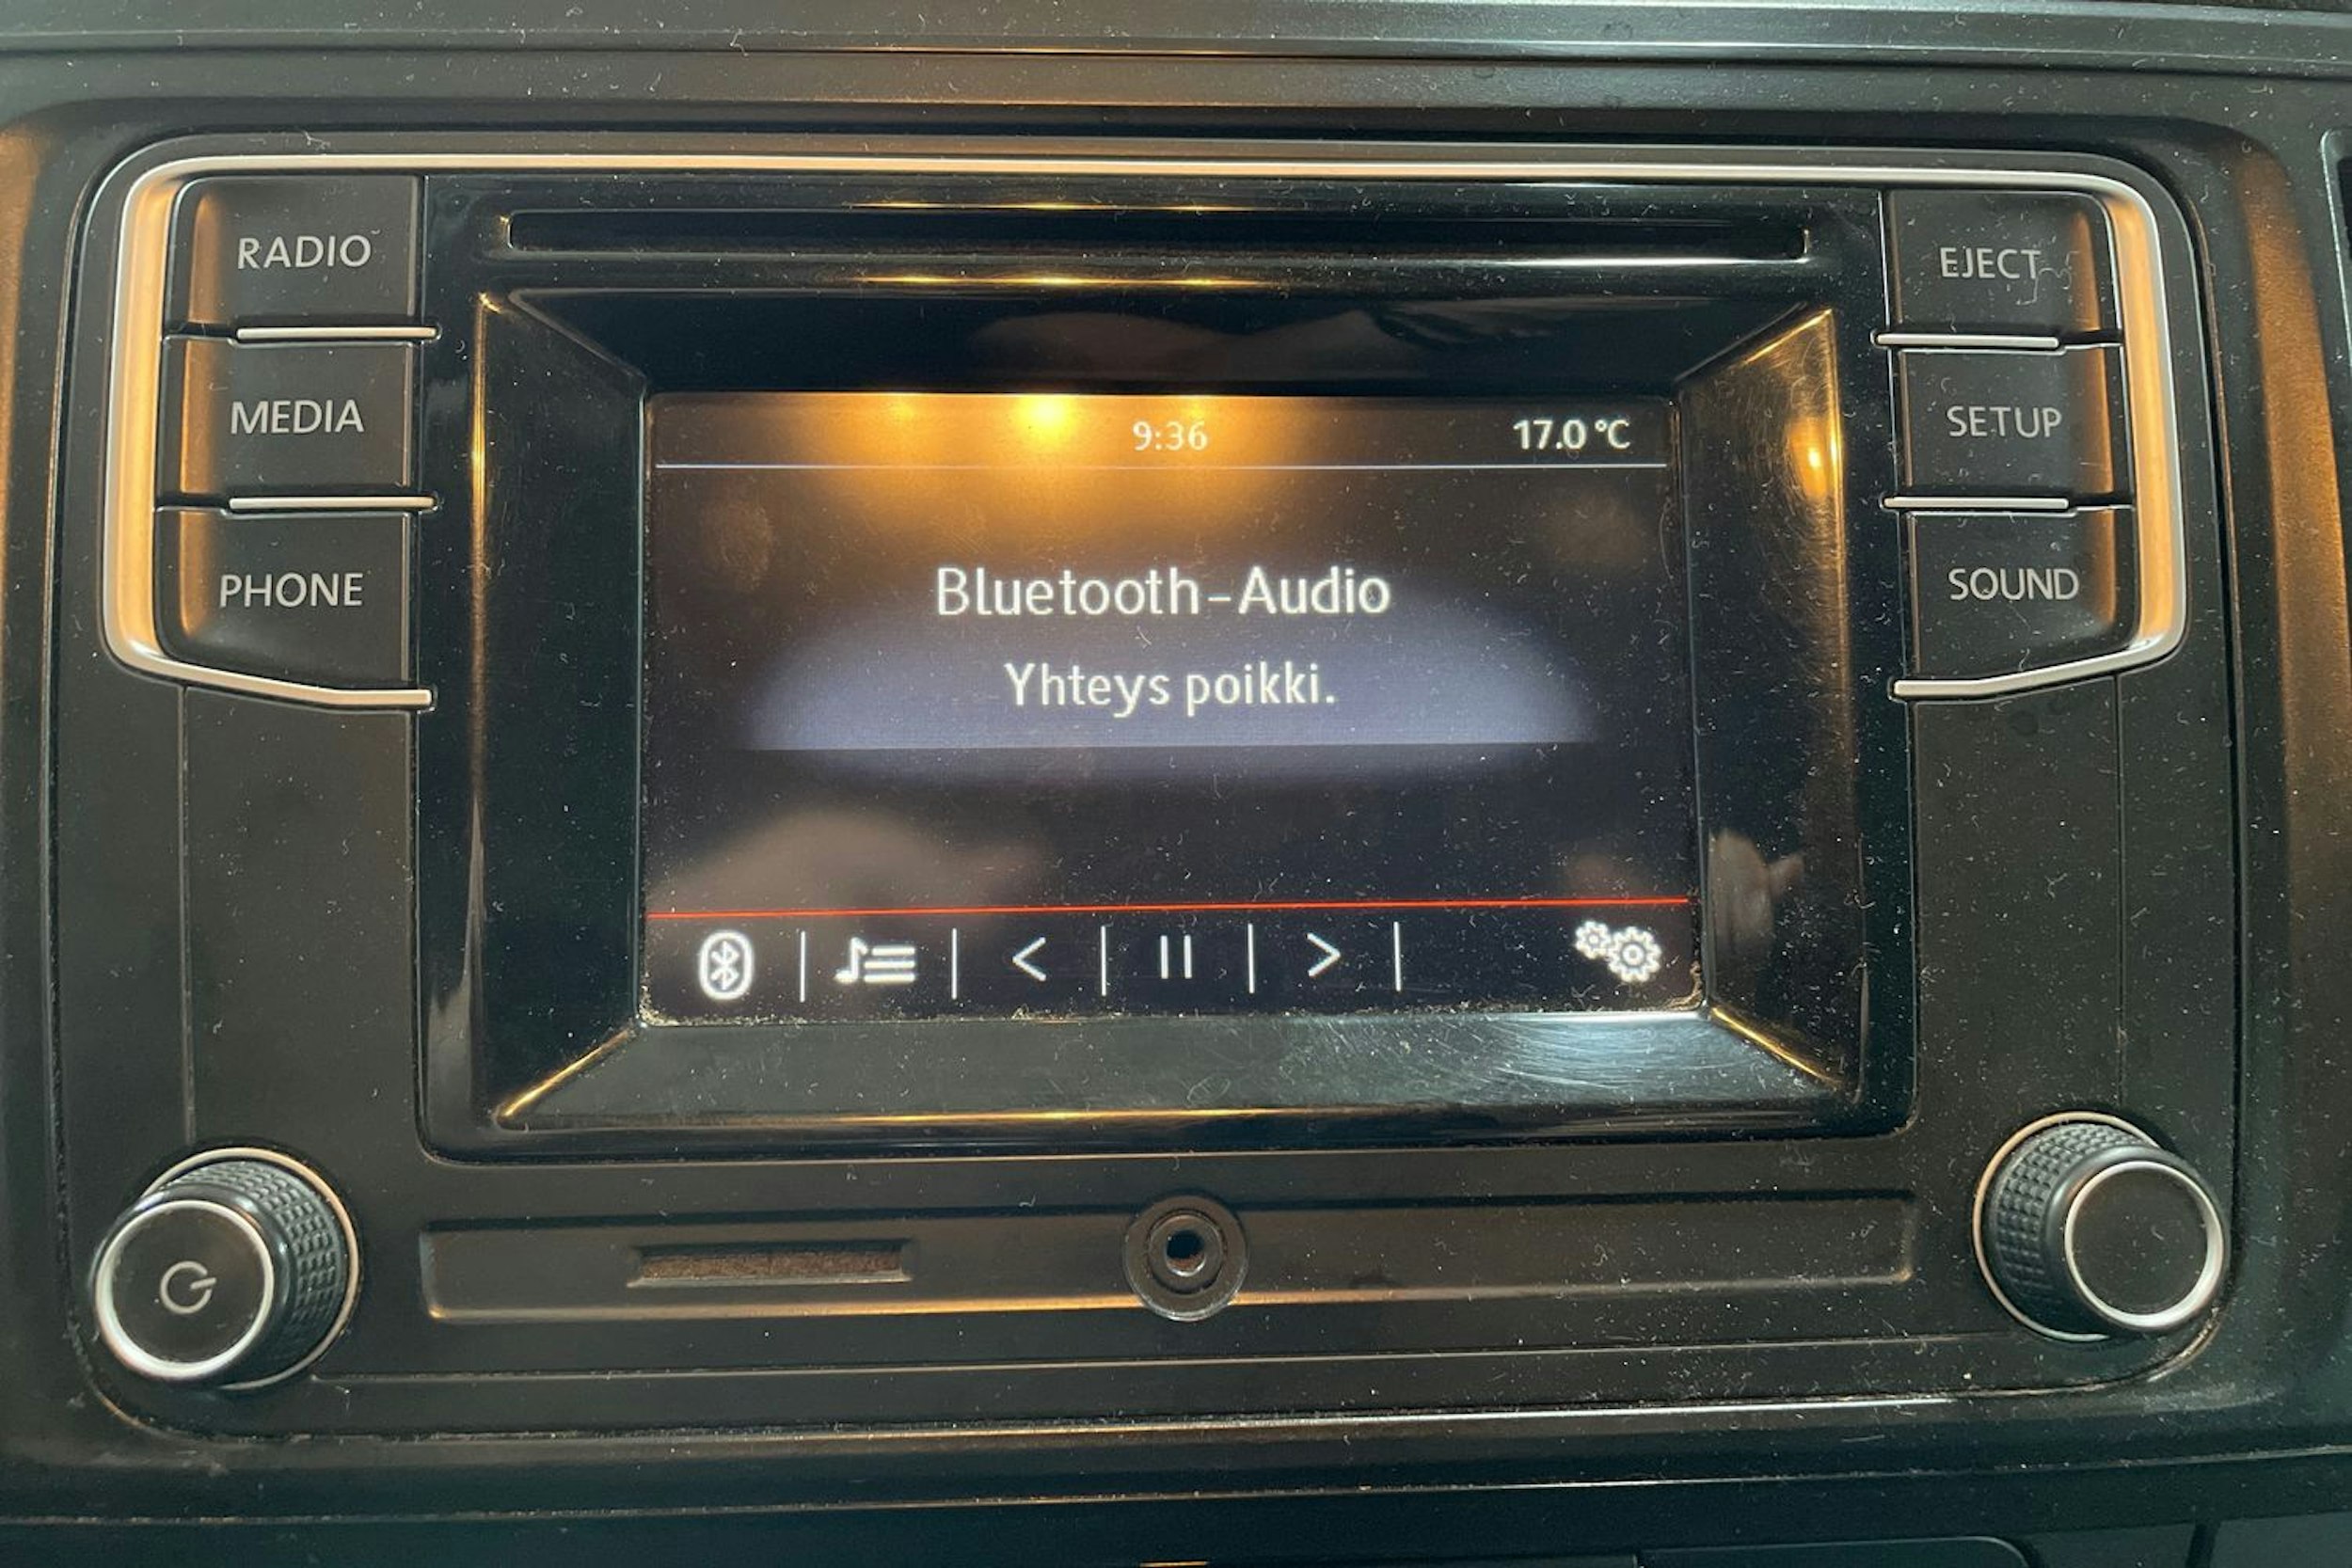 RADIO
MEDIA
PHONE
9:36
17.0 °C
Bluetooth-Audio
Yhteys poikki.
EJECT
SETUP
SOUND